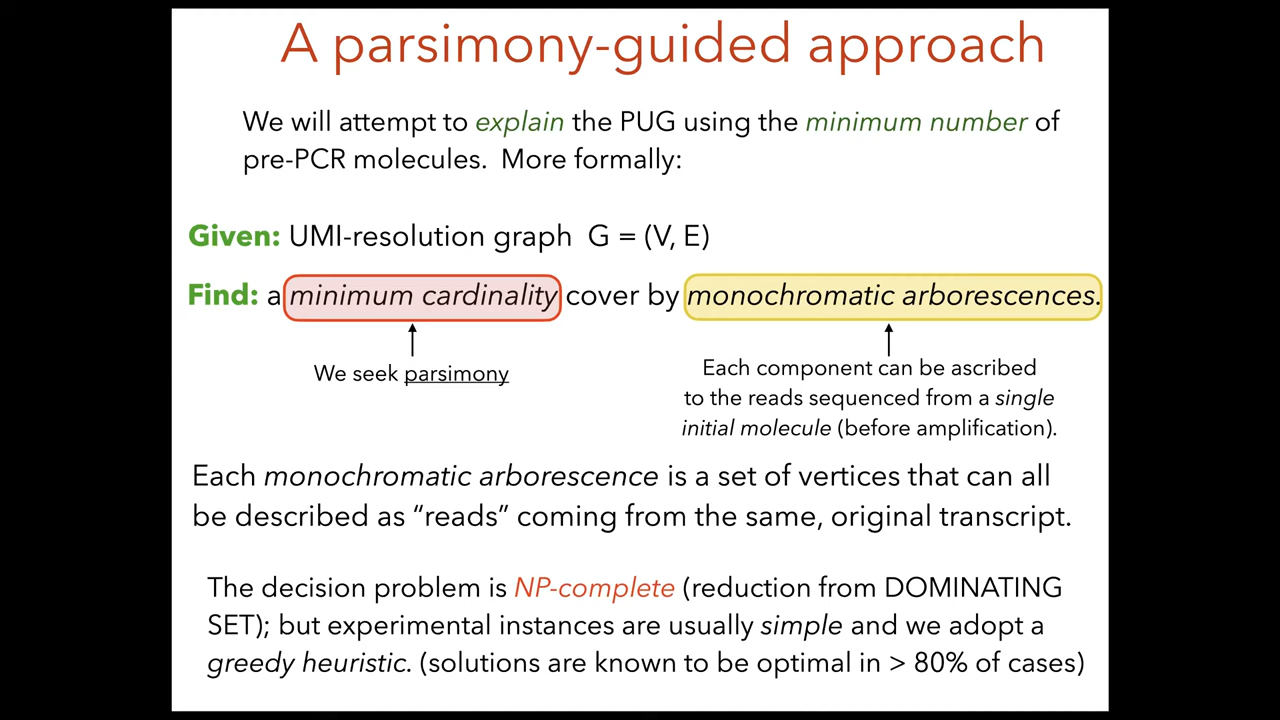 A parsimony-guided approach
We will attempt to explain the PUG using the minimum number of
pre-PCR molecules. More formally:
Given: UMI-resolution graph G = (V, E)
Find: a minimum cardinality cover by monochromatic arborescences.
We seek parsimony
Each component can be ascribed
to the reads sequenced from a single
initial molecule (before amplification).
Each monochromatic arborescence is a set of vertices that can all
be described as “reads” coming from the same, original transcript.
The decision problem is NP-complete (reduction from DOMINATING
SET); but experimental instances are usually simple and we adopt a
greedy heuristic. (solutions are known to be optimal in > 80% of cases)